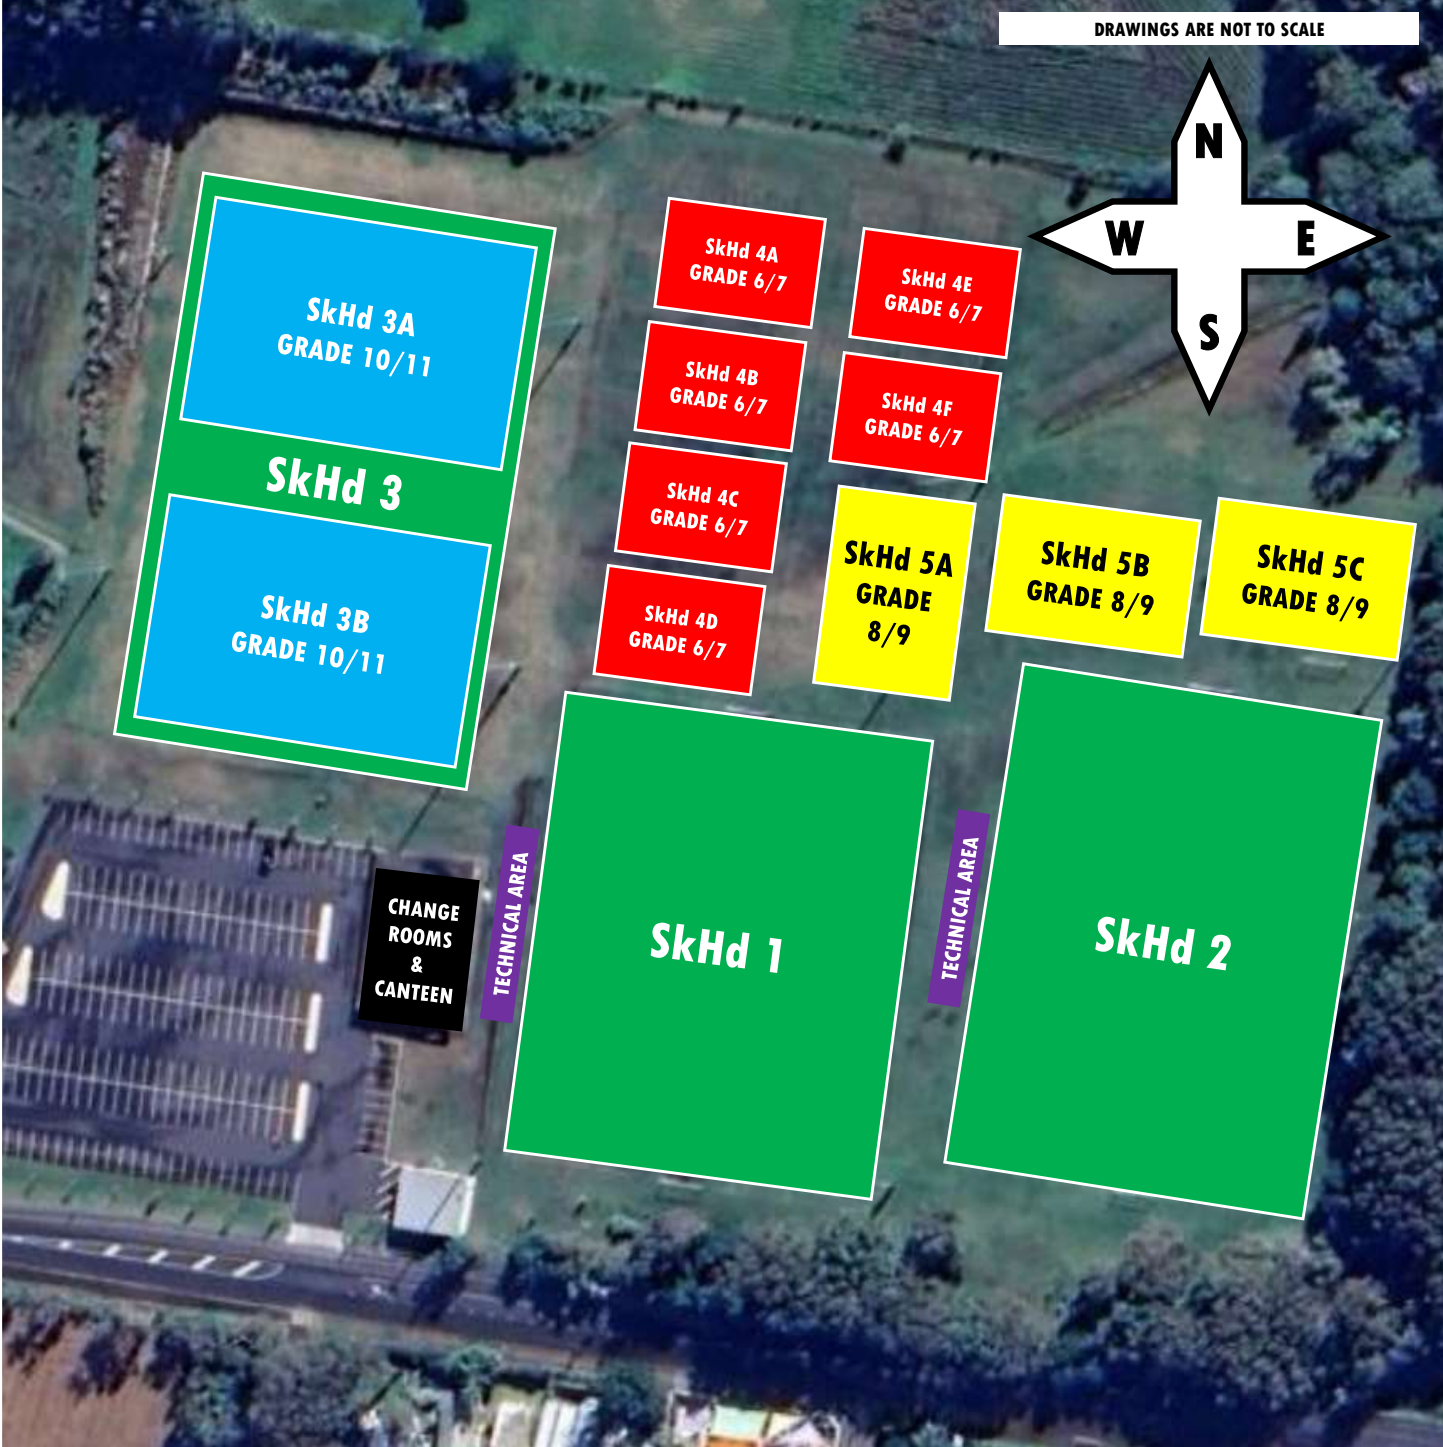 DRAWINGS ARE NOT TO SCALE
N
W
E
S
SkHd 3A
GRADE 10/11
SkHd 3
SkHd 3B
GRADE 10/11
SkHd 4A
GRADE 6/7
SkHd 4E
GRADE 6/7
SkHd 4B
GRADE 6/7
SkHd 4F
GRADE 6/7
SkHd 4C
GRADE 6/7
SkHd 4D
GRADE 6/7
SkHd 5A
GRADE
8/9
SkHd 5B
GRADE 8/9
SkHd 5C
GRADE 8/9
CHANGE
ROOMS
&
CANTEEN
TECHNICAL AREA
SkHd 1
TECHNICAL AREA
SkHd 2